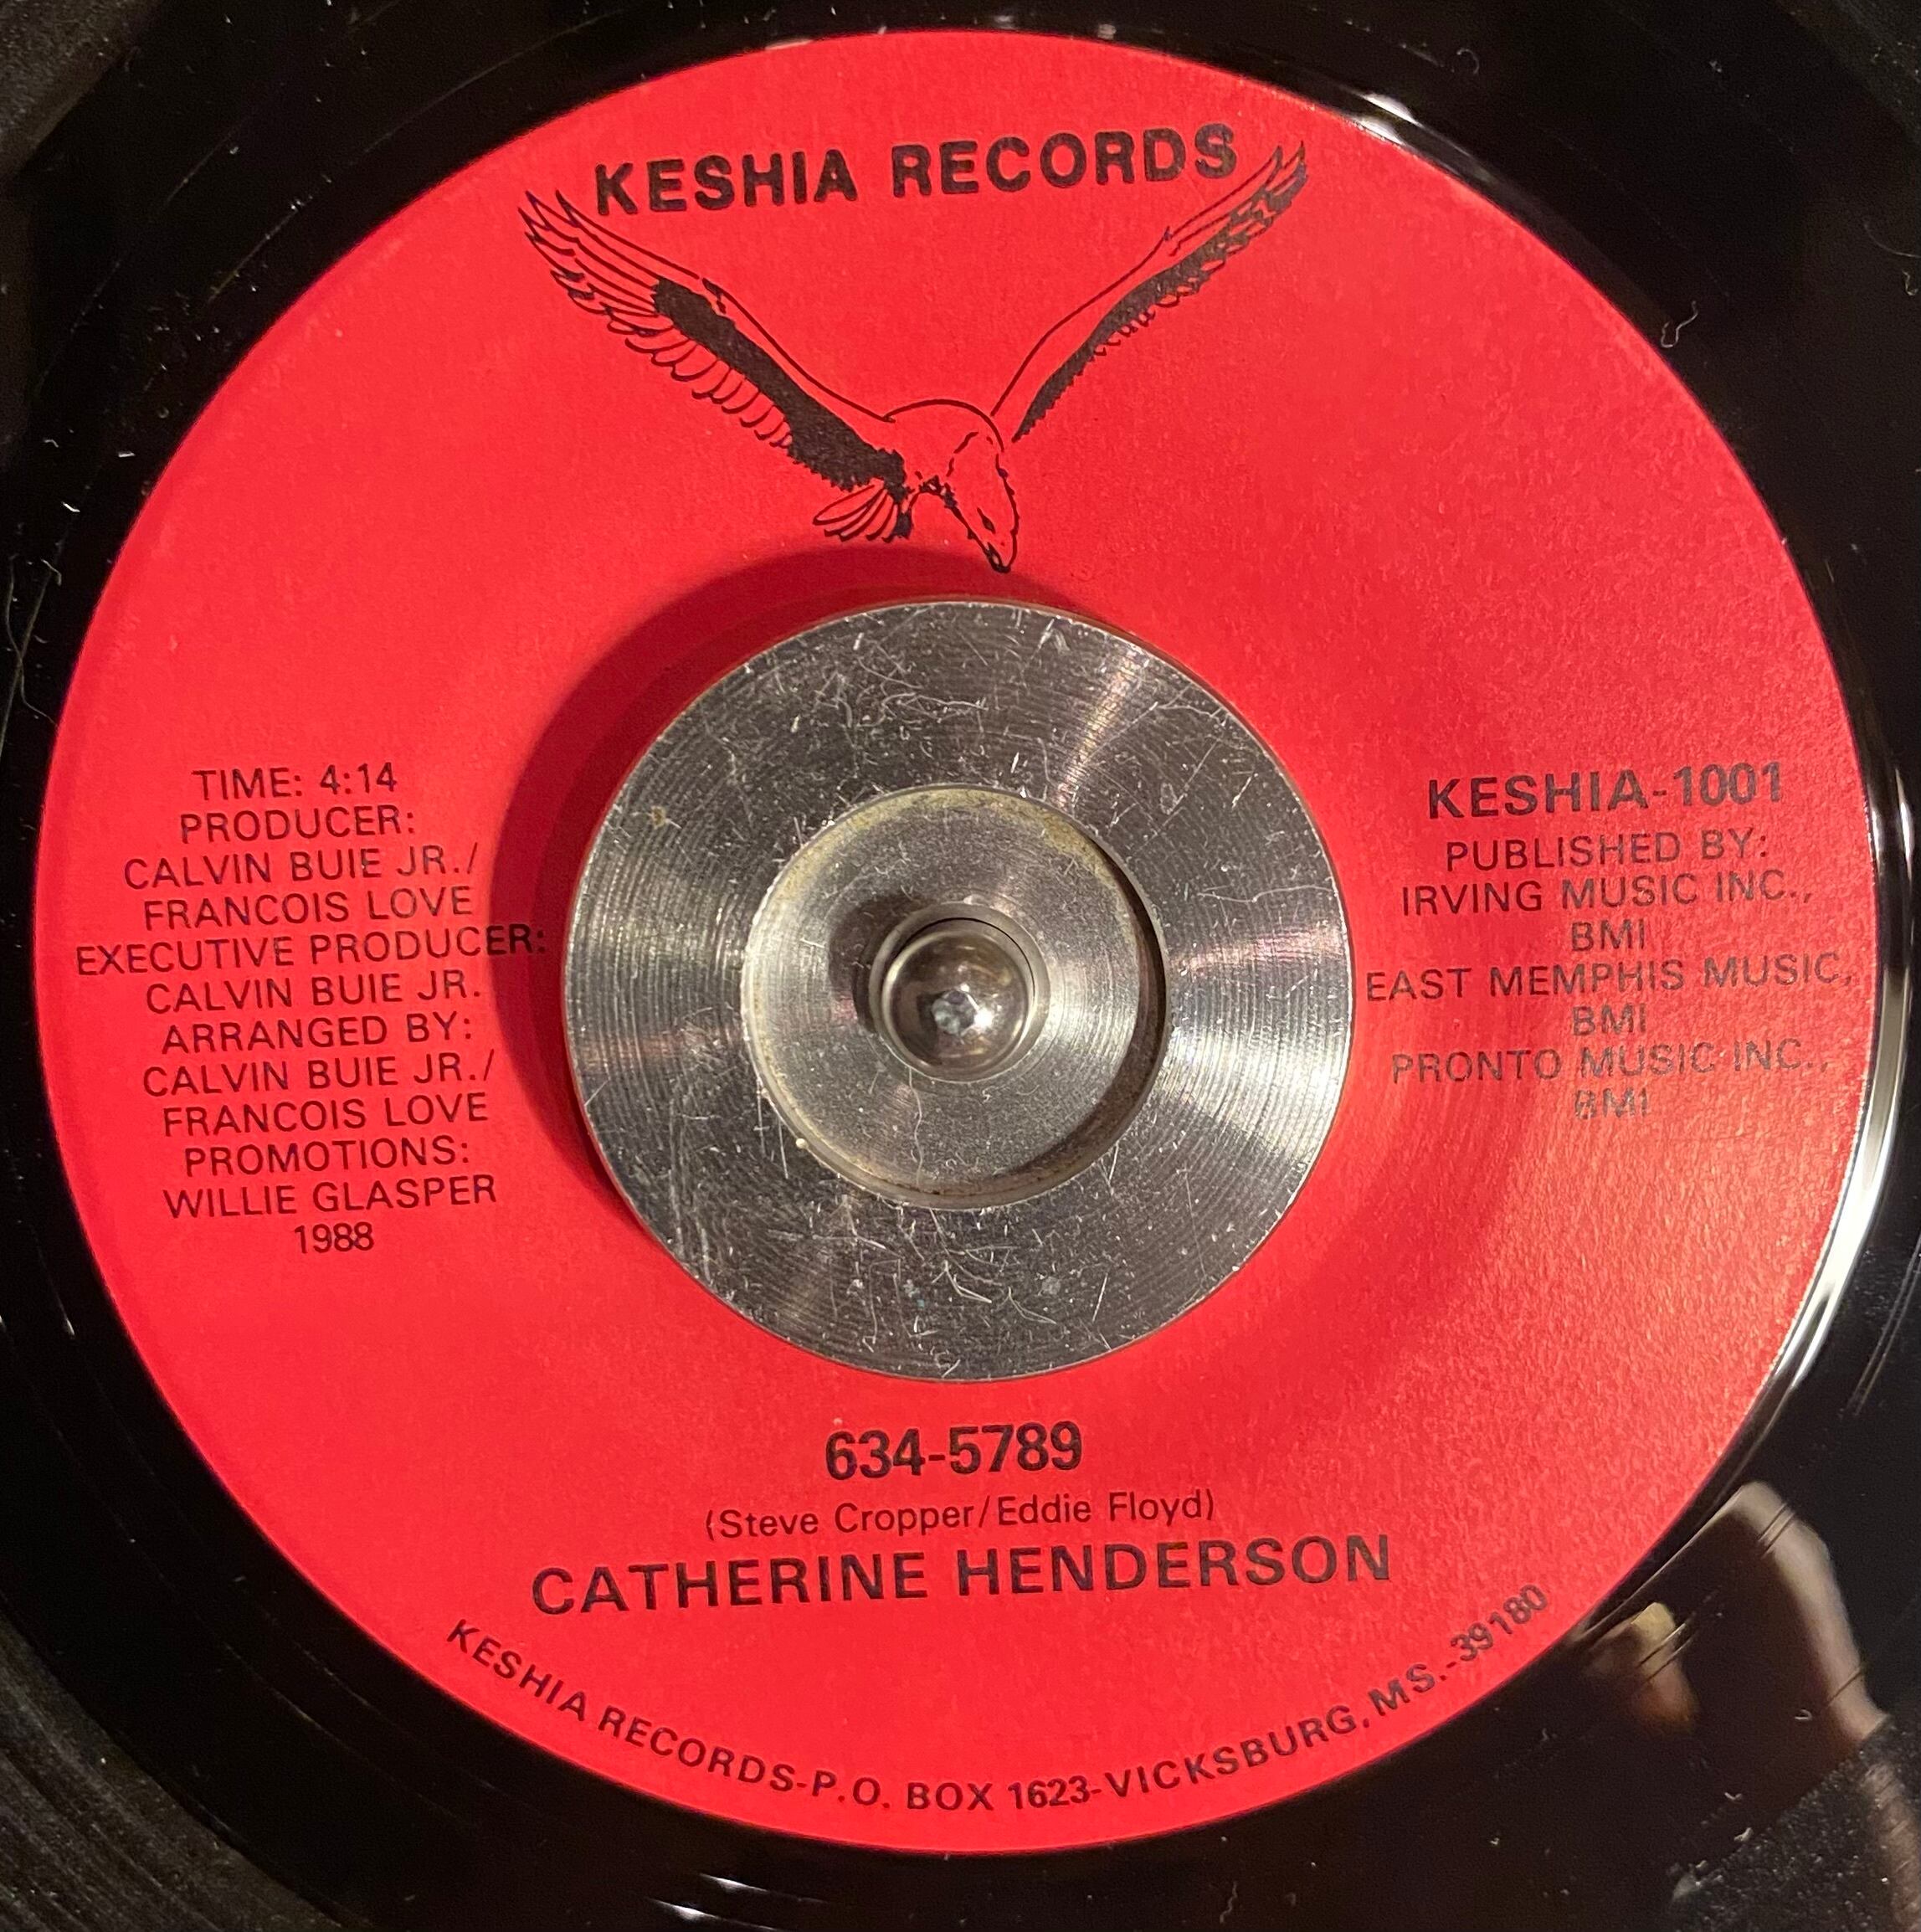 KESHIA RECORDS
TIME: 4:14
PRODUCER:
CALVIN BUIE JR./
FRANCOIS LOVE
EXECUTIVE PRODUCER:
CALVIN BUIE JR.
ARRANGED BY:
CALVIN BUIE JR./
FRANCOIS LOVE
PROMOTIONS:
WILLIE GLASPER
1988
KESHIA-1001
PUBLISHED BY:
IRVING MUSIC INC.,
BMI
EAST MEMPHIS MUSIC,
BMI
PRONTO MUSIC INC.,
BMI
634-5789
(Steve Cropper/Eddie Floyd)
CATHERINE HENDERSON
KESHIA RECORDS-P.O. BOX 1623-VICKSBURG, MS.-39180